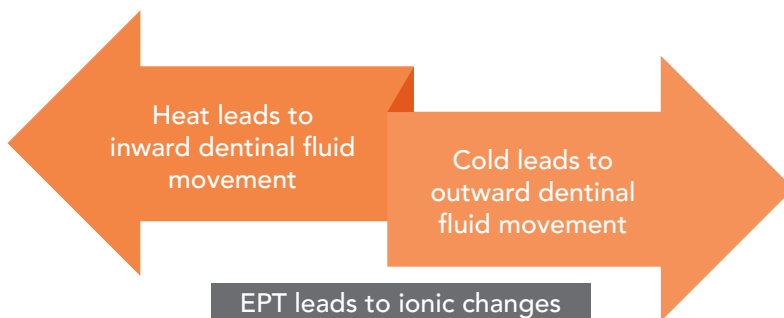 Heat leads to
inward dentinal fluid
movement
Cold leads to
outward dentinal
fluid movement
EPT leads to ionic changes